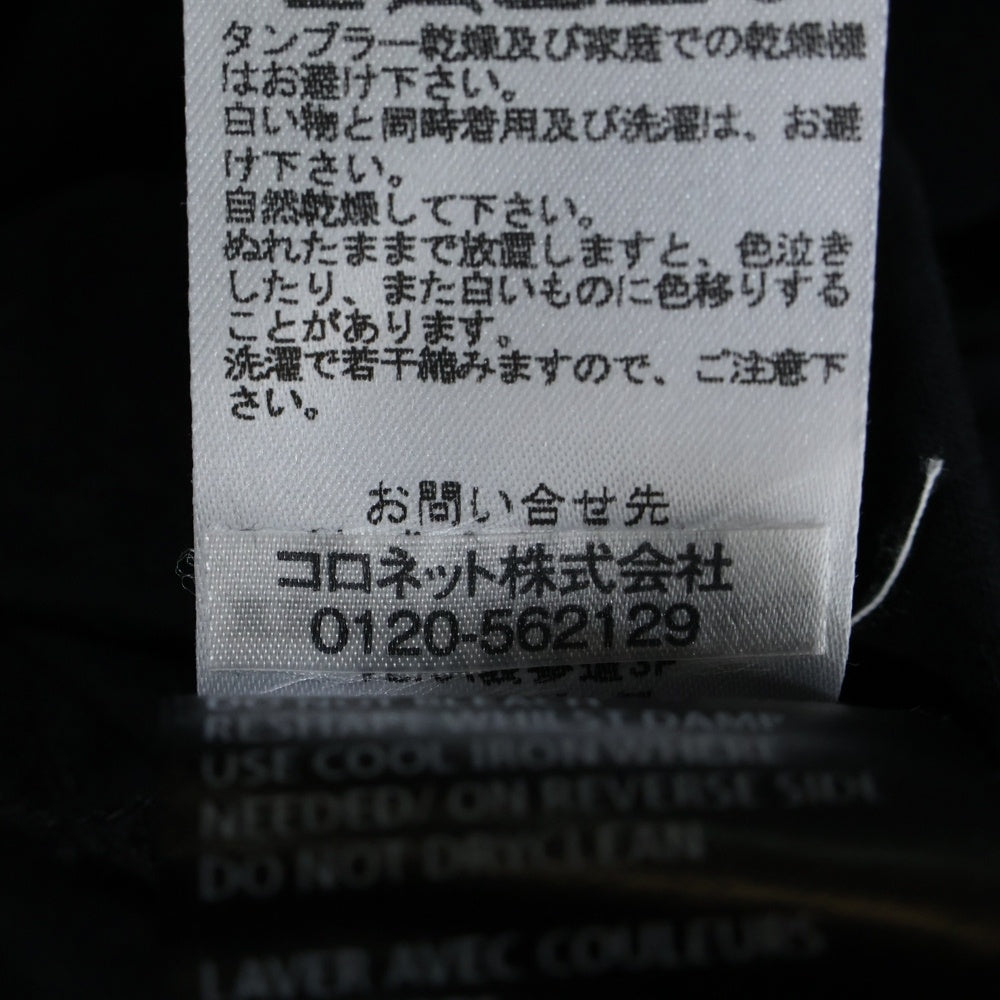 タンブラー乾燥及び家庭での乾燥機
はお避け下さい。
白い物と同時着用及び洗濯は、お避
け下さい。
自然乾燥して下さい。
ぬれたままで放置しますと、色泣き
したり、また白いものに色移りする
ことがあります。
洗濯で若干縮みますので、ご注意下
さい。
お問い合せ先
コロネット株式会社
0120-562129
RESHAPE WHILST DAMP
USE COOL IRON WHERE
NEEDED/ ON REVERSE SIDE
DO NOT DRYCLEAN
LAVER AVEC COULEURS